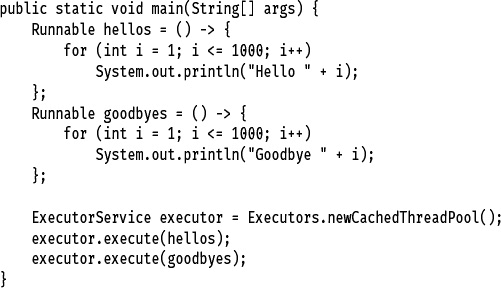 public static void main(String[] args) {
    Runnable hellos = () -> {
        for (int i = 1; i <= 1000; i++)
            System.out.println("Hello " + i);
    };
    Runnable goodbyes = () -> {
        for (int i = 1; i <= 1000; i++)
            System.out.println("Goodbye " + i);
    };

    ExecutorService executor = Executors.newCachedThreadPool();
    executor.execute(hellos);
    executor.execute(goodbyes);
}